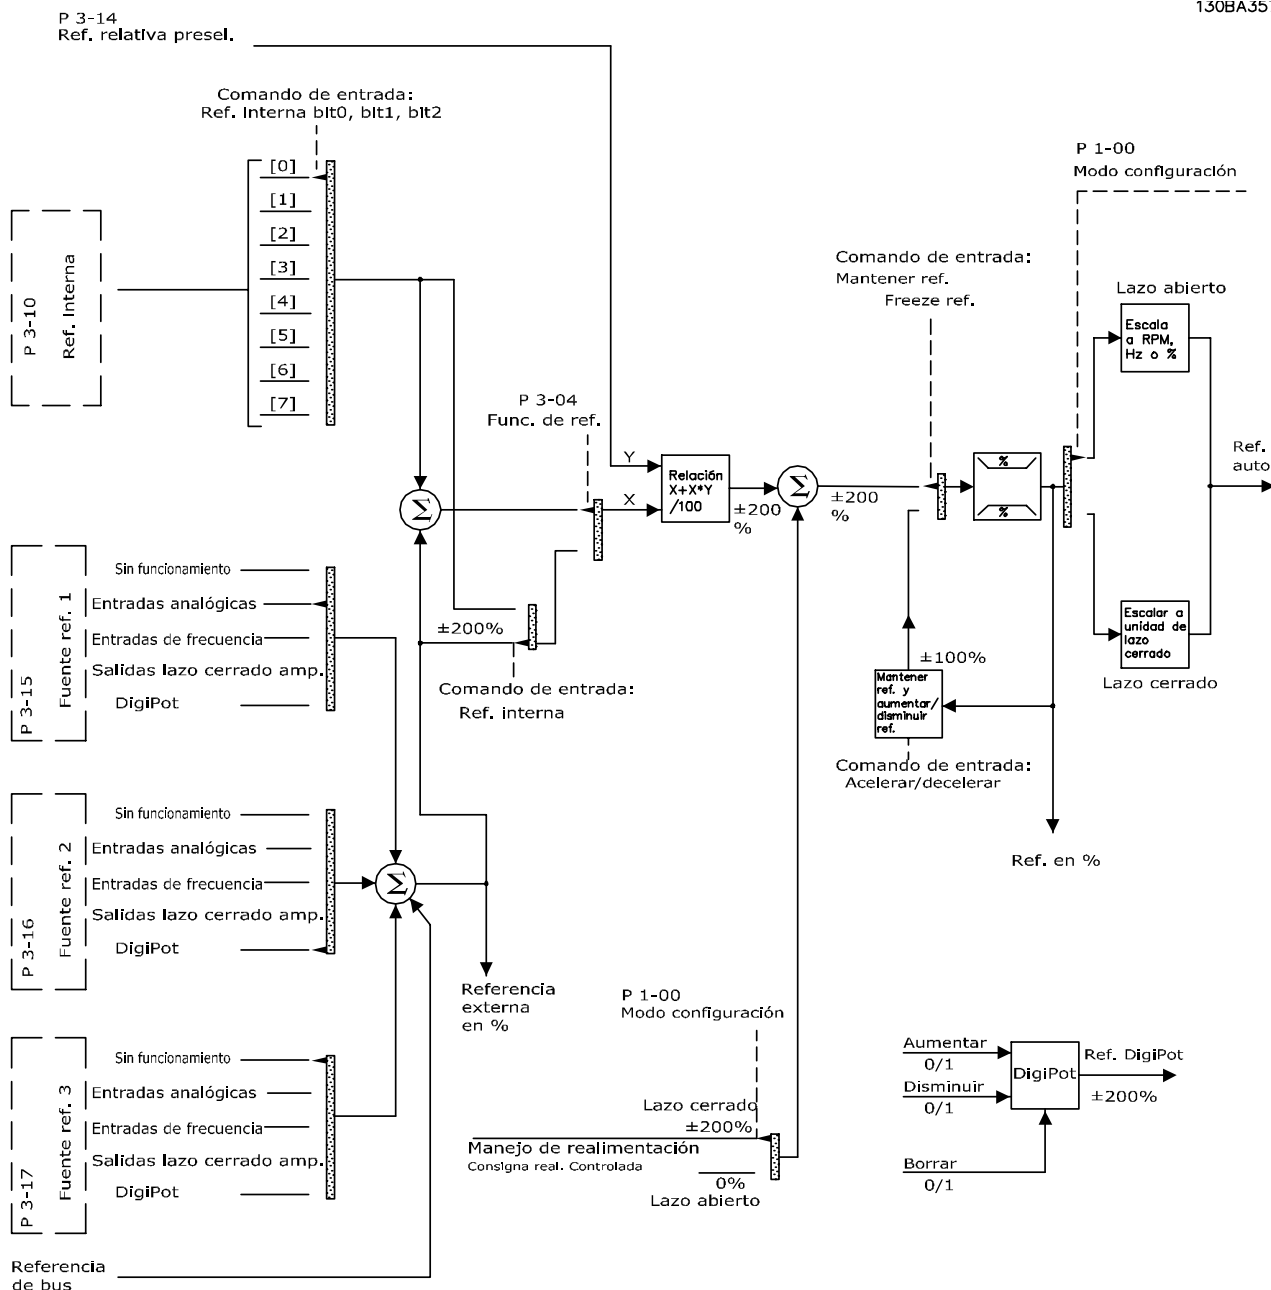 130BA357
P 3-14
Ref. relativa presel.
Comando de entrada:
Ref. Interna bit0, bit1, bit2
[0]
[1]
[2]
[3]
[4]
[5]
[6]
[7]
P 3-10
Ref. Interna
P 1-00
Modo configuración
Comando de entrada:
Mantener ref.
Freeze ref.
Lazo abierto
Escala
a RPM,
Hz o %
P 3-04
Func. de ref.
Y
X
Relación
X+X*Y
/100
±200
%
Σ
±200
%
%
%
Ref.
auto
Σ
P 3-15
Fuente ref. 1
Sin funcionamiento
Entradas analógicas
Entradas de frecuencia
Salidas lazo cerrado amp.
DigiPot
±200%
Comando de entrada:
Ref. interna
±100%
Mantener
ref. y
aumentar/
disminuir
ref.
Comando de entrada:
Acelerar/decelerar
Escalar a
unidad de
lazo
cerrado
Lazo cerrado
Ref. en %
P 3-16
Fuente ref. 2
Sin funcionamiento
Entradas analógicas
Entradas de frecuencia
Salidas lazo cerrado amp.
DigiPot
Σ
Referencia
externa
en %
P 1-00
Modo configuración
Lazo cerrado
±200%
Manejo de realimentación
Consigna real. Controlada
0%
Lazo abierto
Aumentar
0/1
Disminuir
0/1
Borrar
0/1
DigiPot
Ref. DigiPot
±200%
P 3-17
Fuente ref. 3
Sin funcionamiento
Entradas analógicas
Entradas de frecuencia
Salidas lazo cerrado amp.
DigiPot
Referencia
de bus